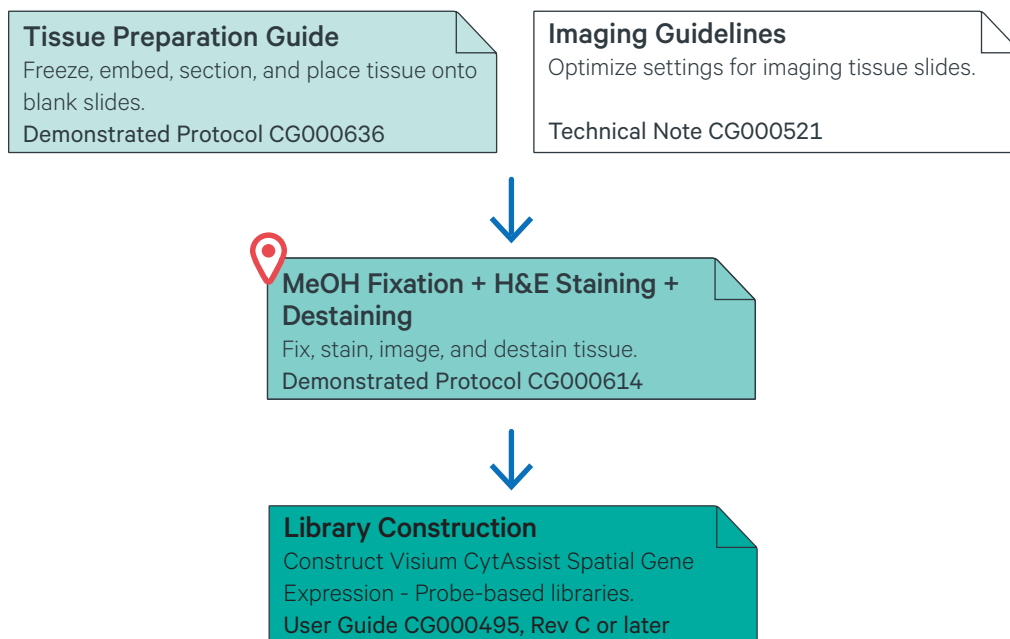 Tissue Preparation Guide
Freeze, embed, section, and place tissue onto
blank slides.
Demonstrated Protocol CG000636
Imaging Guidelines
Optimize settings for imaging tissue slides.
Technical Note CG000521
MeOH Fixation + H&E Staining +
Destaining
Fix, stain, image, and destain tissue.
Demonstrated Protocol CG000614
Library Construction
Construct Visium CytAssist Spatial Gene
Expression - Probe-based libraries.
User Guide CG000495, Rev C or later